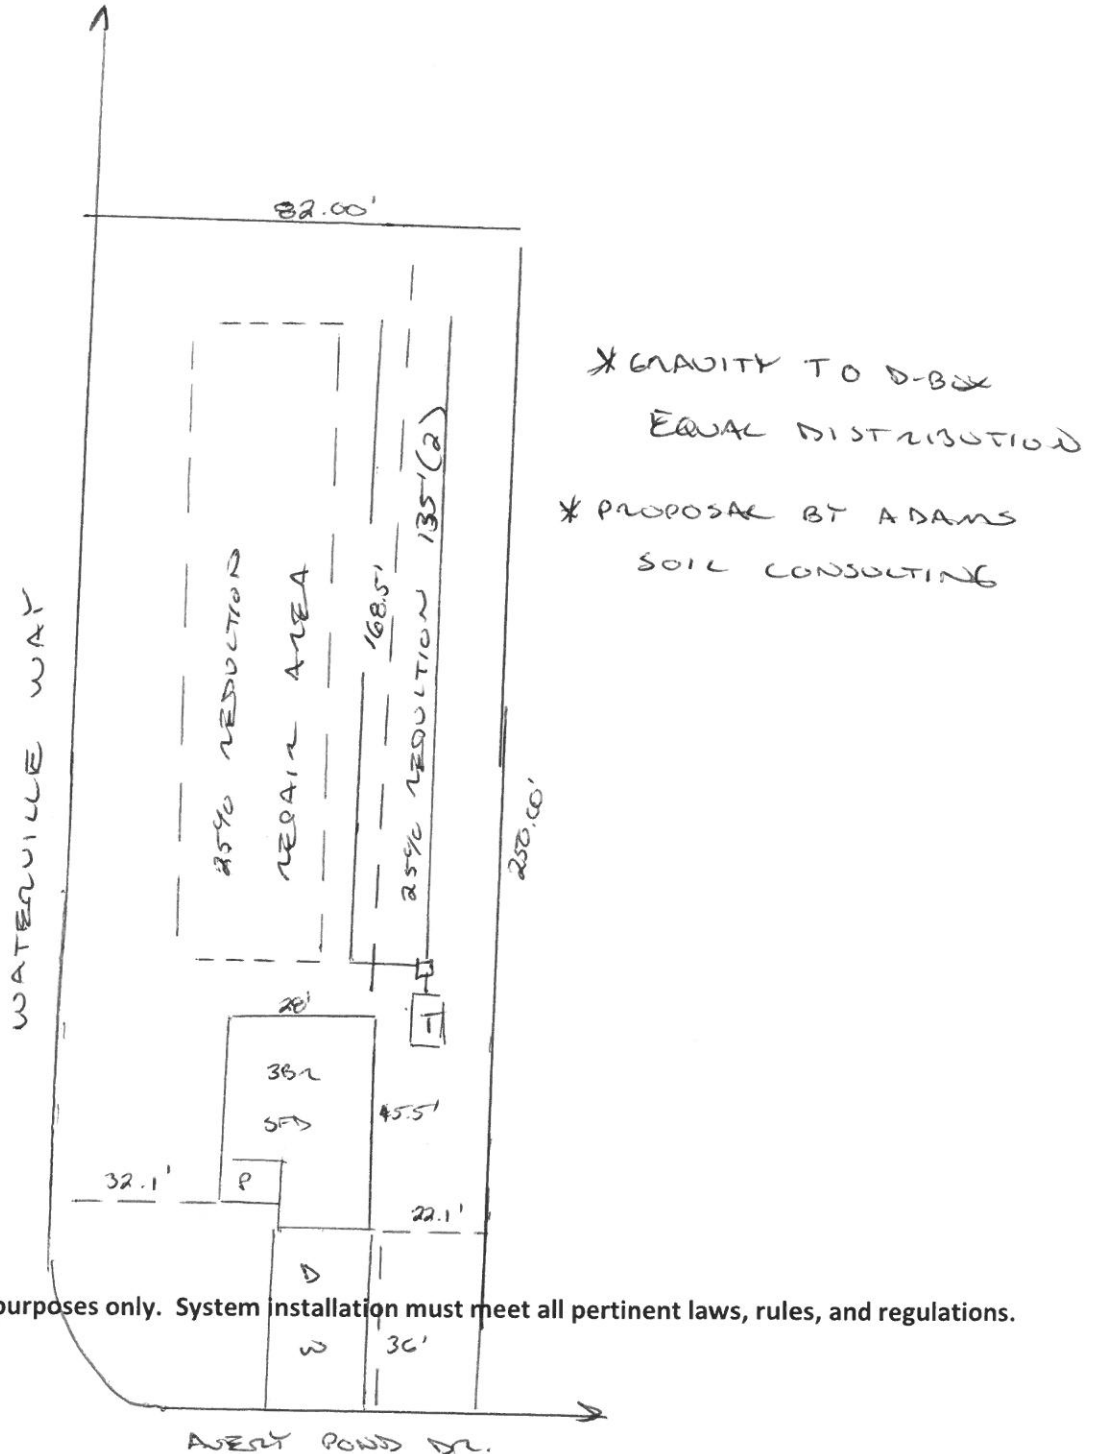 82.00'
* GRAVITY TO D-BOX
EQUAL DISTRIBUTION
* PROPOSAL BY ADAMS
SOIL CONSULTING
WATERVILLE WAY
25% REDUCTION
REPAIR AREA
168.5'
25% REDUCTION 135'(2)
250.00'
28'
3BR
SFD
45.5'
32.1'
P
22.1'
D
W
36'
purposes only. System installation must meet all pertinent laws, rules, and regulations.
AVERY POND DR.